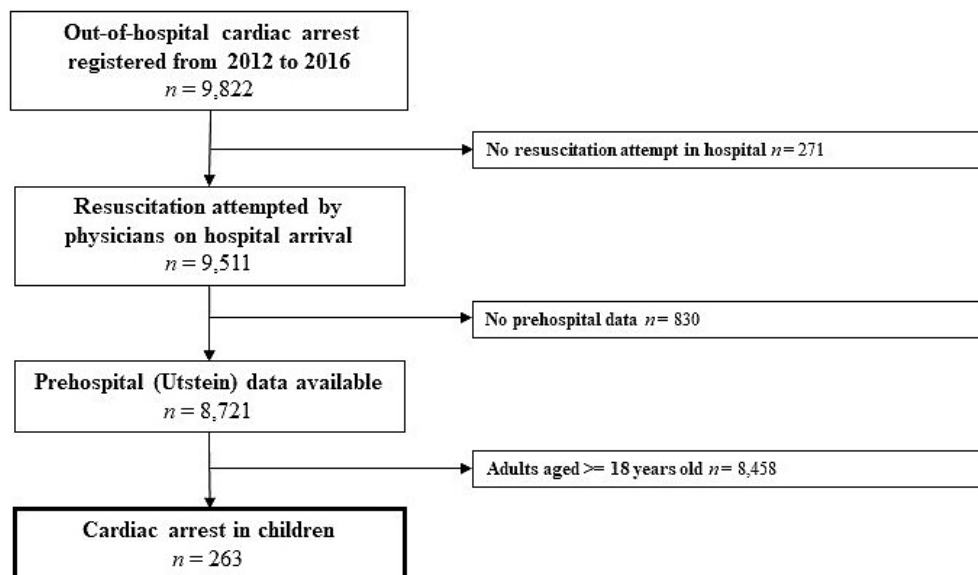 Out-of-hospital cardiac arrest
registered from 2012 to 2016
n = 9,822
No resuscitation attempt in hospital n= 271
Resuscitation attempted by
physicians on hospital arrival
n = 9,511
No prehospital data n= 830
Prehospital (Utstein) data available
n = 8,721
Adults aged >= 18 years old n= 8,458
Cardiac arrest in children
n = 263